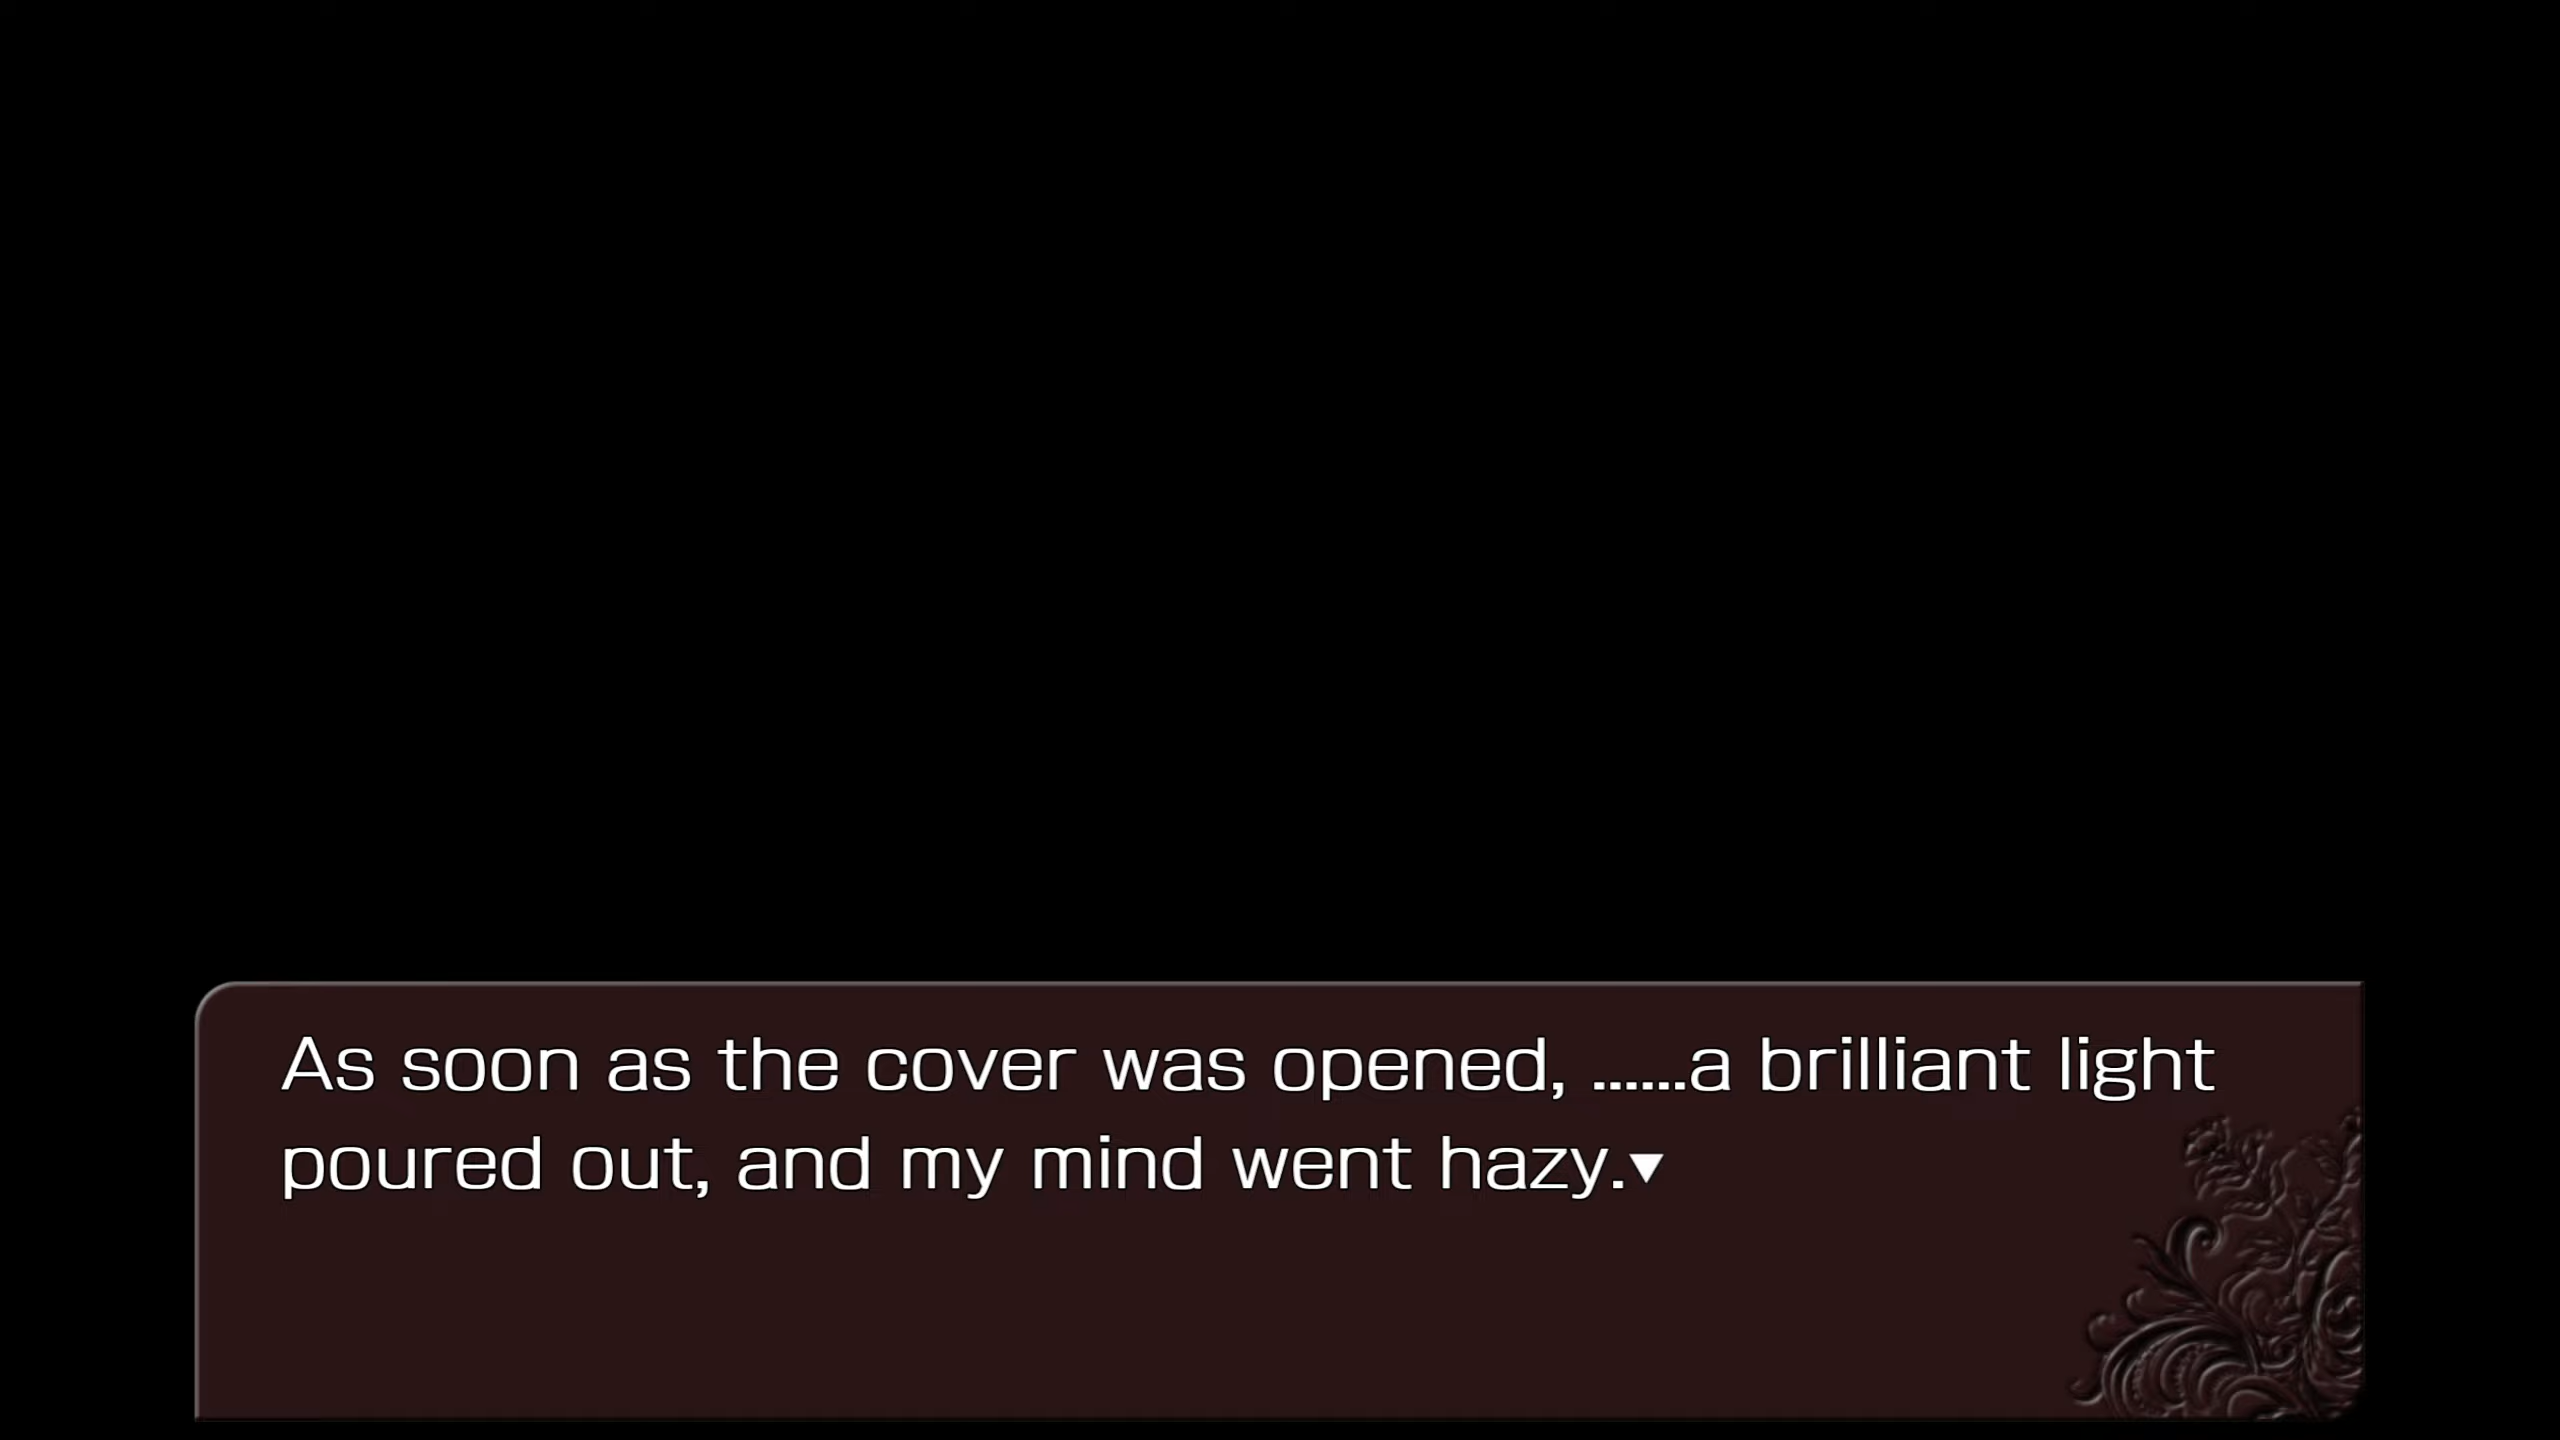 As soon as the cover was opened, ......a brilliant light
poured out, and my mind went hazy.▼